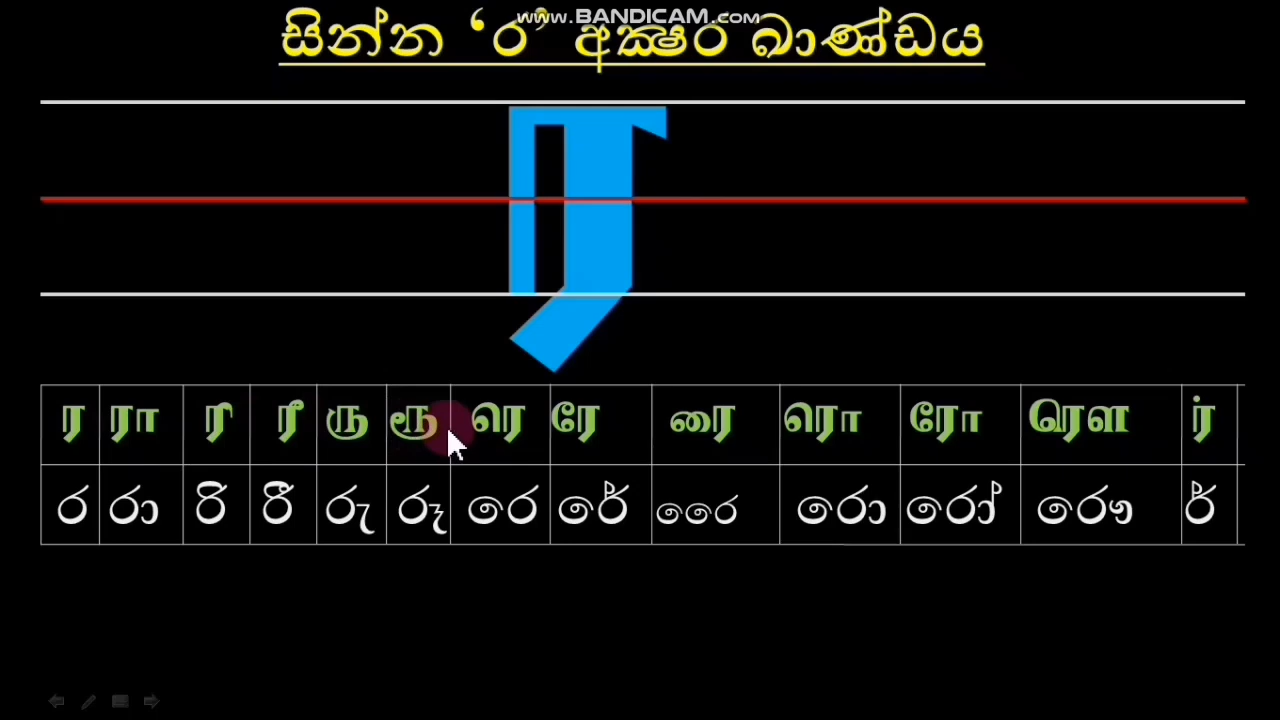 www.BANDICAM.com
සින්න ‘ර’ අක්ෂර ඛාණ්ඩය
ர
ர ரா ரி ரீ ரு ரூ ரெ ரே ரை ரொ ரோ ரௌ ர்
ර රා රි රී රු රූ රෙ රේ රෛ රො රෝ රෞ ර්